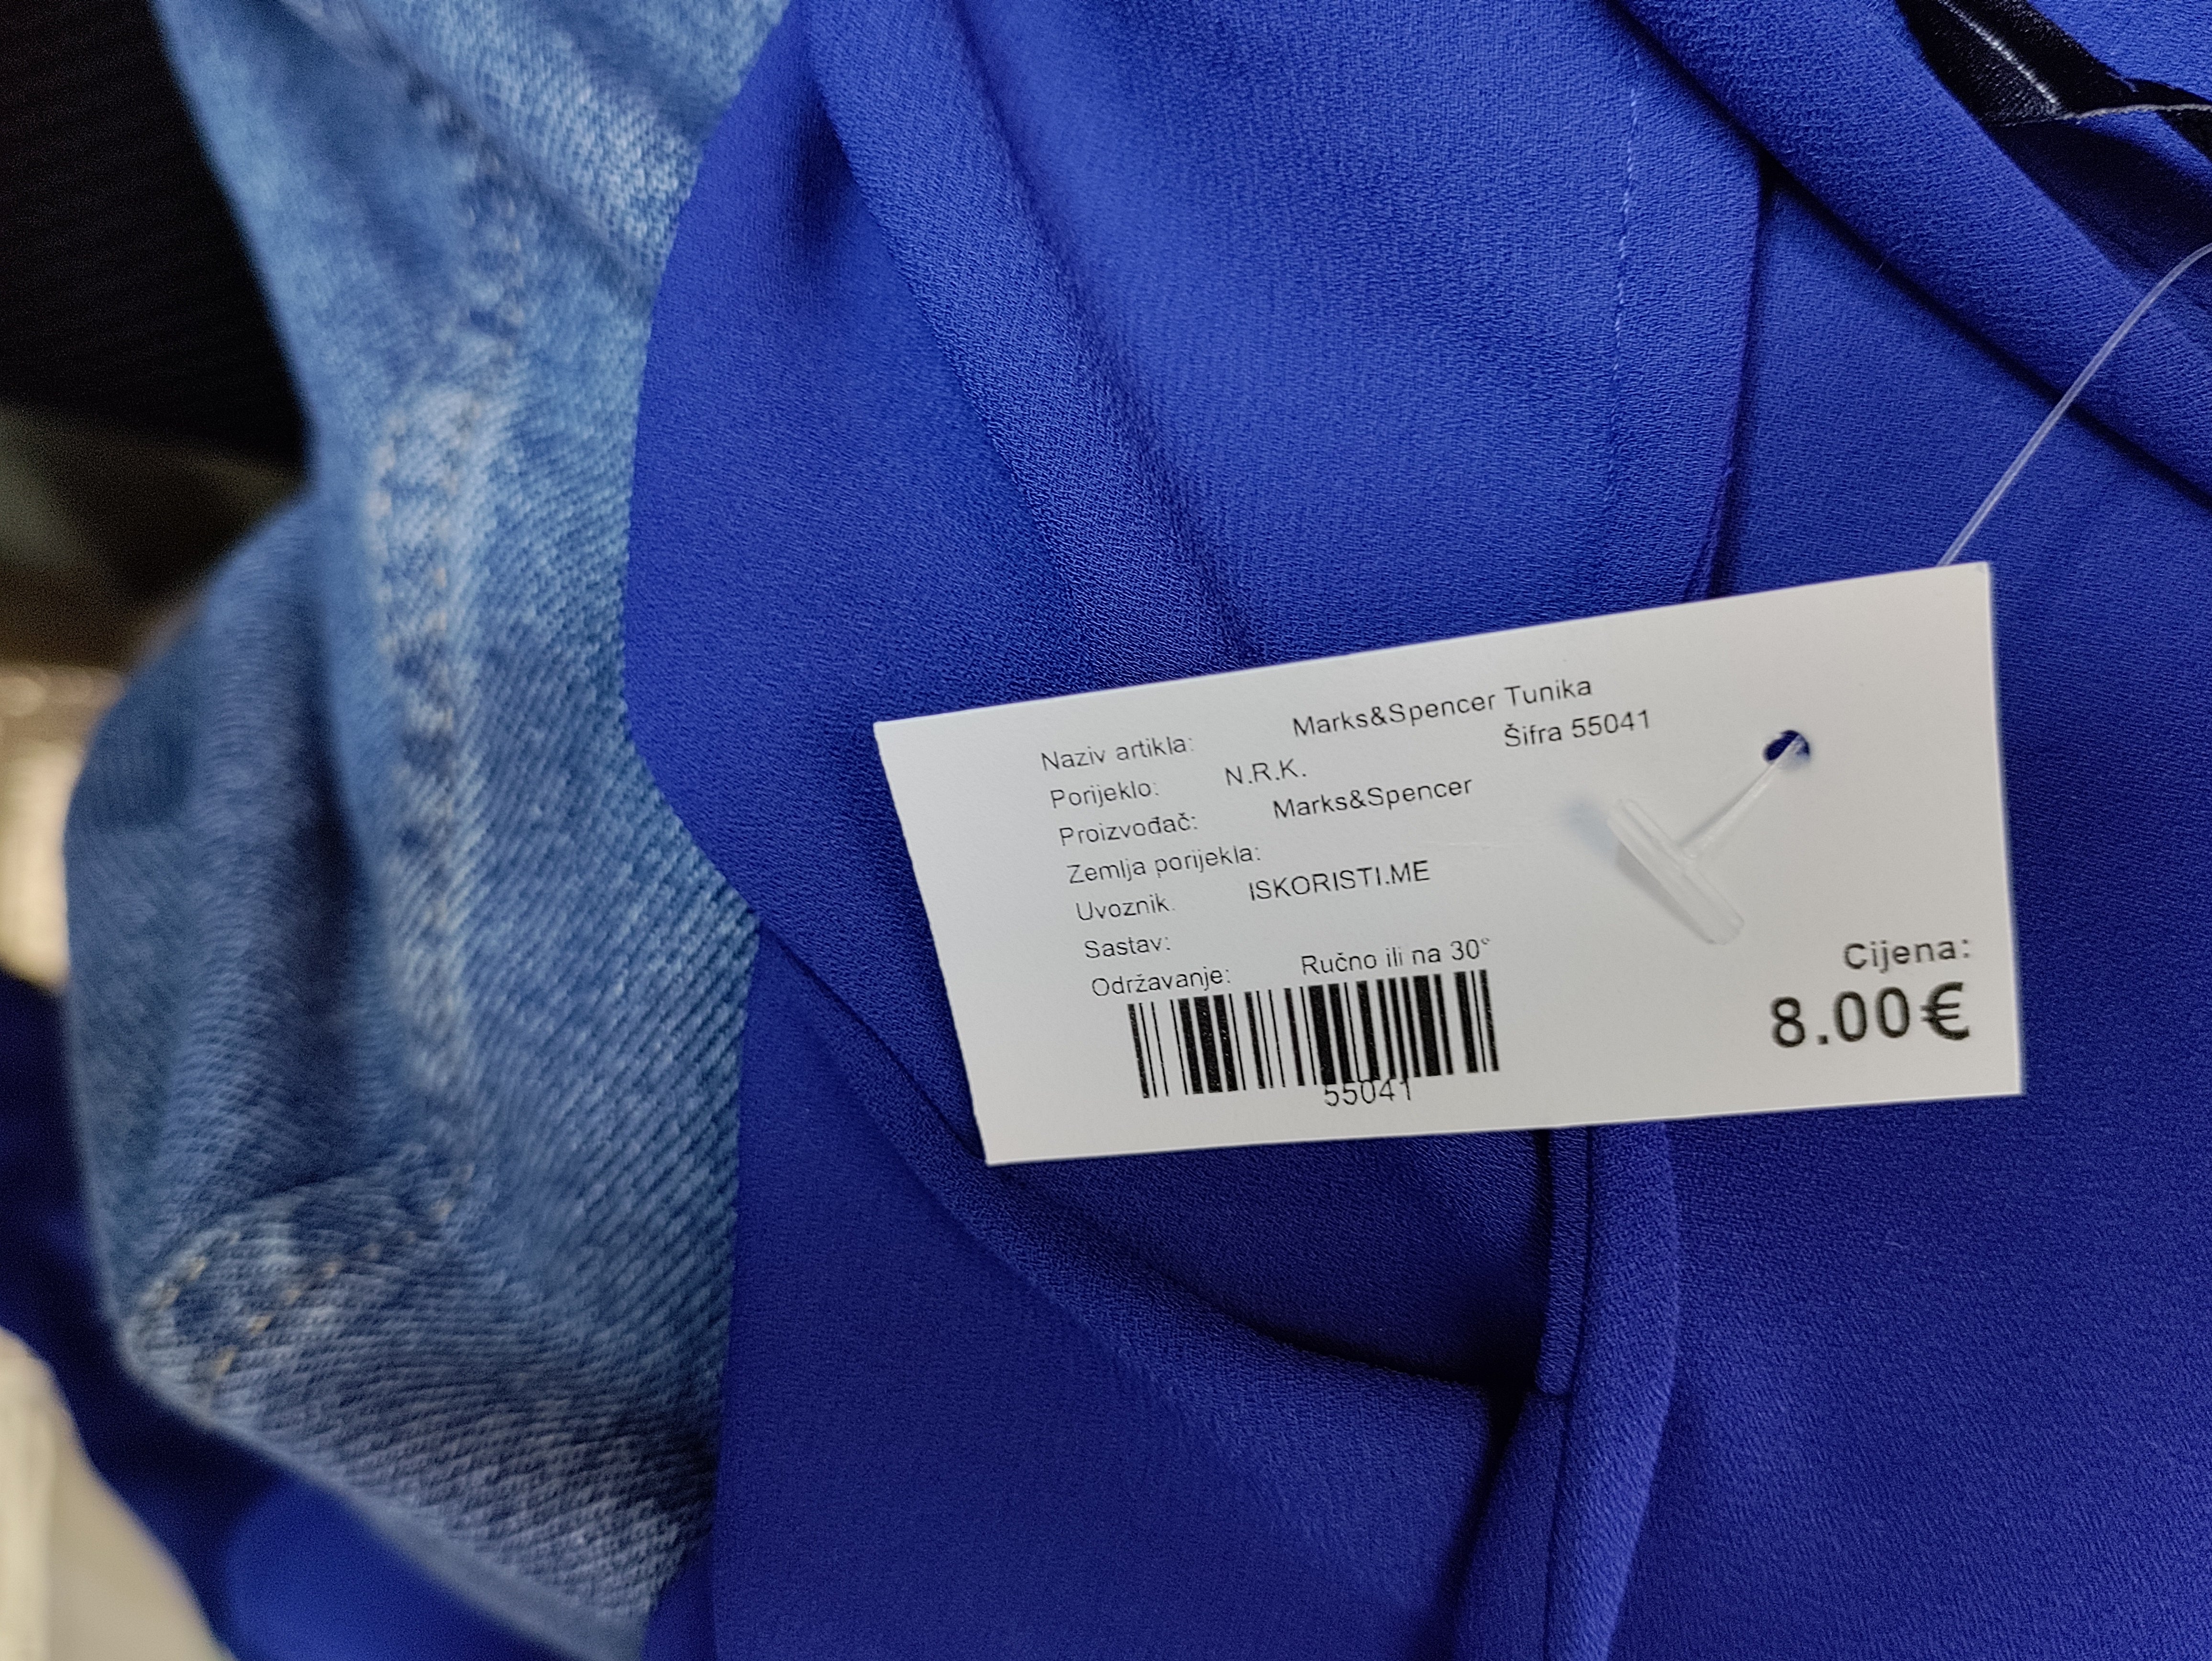 Naziv artikla: Marks&Spencer Tunika
Porijeklo: N.R.K. Šifra 55041
Proizvođač: Marks&Spencer
Zemlja porijekla:
Uvoznik. ISKORISTI.ME
Sastav:
Održavanje: Ručno ili na 30°
55041
Cijena:
8.00€